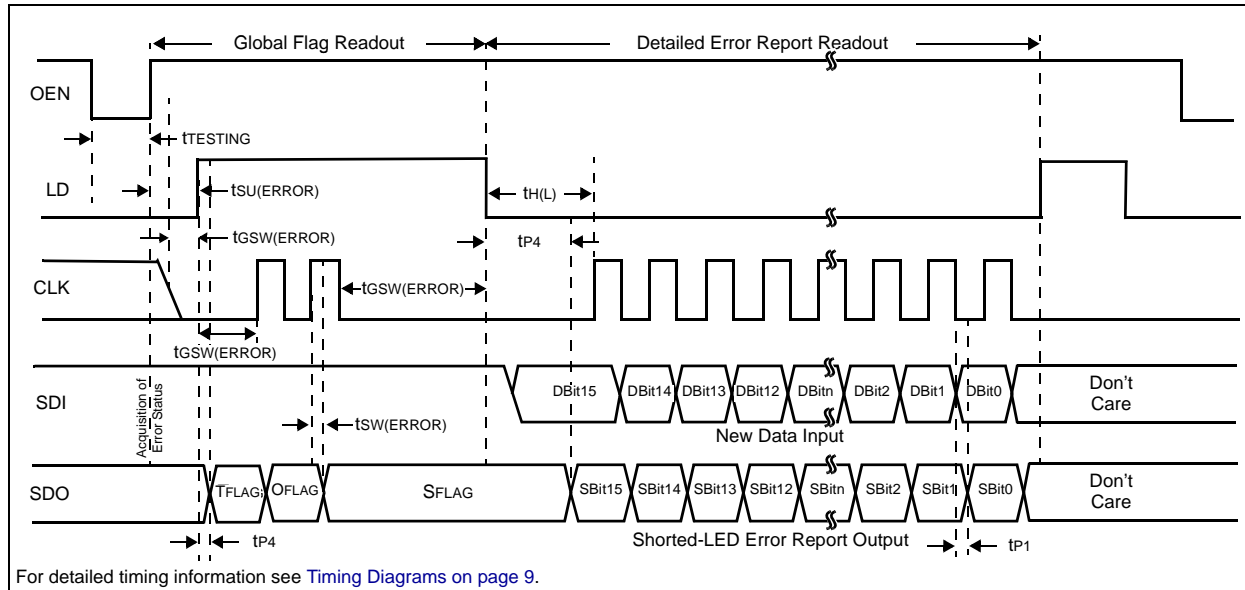 Global Flag Readout
Detailed Error Report Readout
OEN
tTESTING
LD
tSU(ERROR)
tH(L)
tGSW(ERROR)
tP4
CLK
tGSW(ERROR)
tGSW(ERROR)
SDI
Acquisition of
Error Status
DBit15
DBit14
DBit13
DBit12
DBitn
DBit2
DBit1
DBit0
Don't
Care
New Data Input
tSW(ERROR)
SDO
TFLAG
OFLAG
SFLAG
SBit15
SBit14
SBit13
SBit12
SBitn
SBit2
SBit1
SBit0
Don't
Care
tP4
Shorted-LED Error Report Output
tP1
For detailed timing information see Timing Diagrams on page 9.